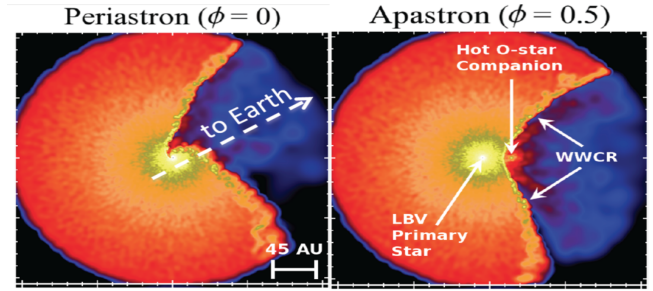 Periastron (ϕ = 0)
to Earth
45 AU
Apastron (ϕ = 0.5)
Hot O-star
Companion
WWCR
LBV
Primary
Star